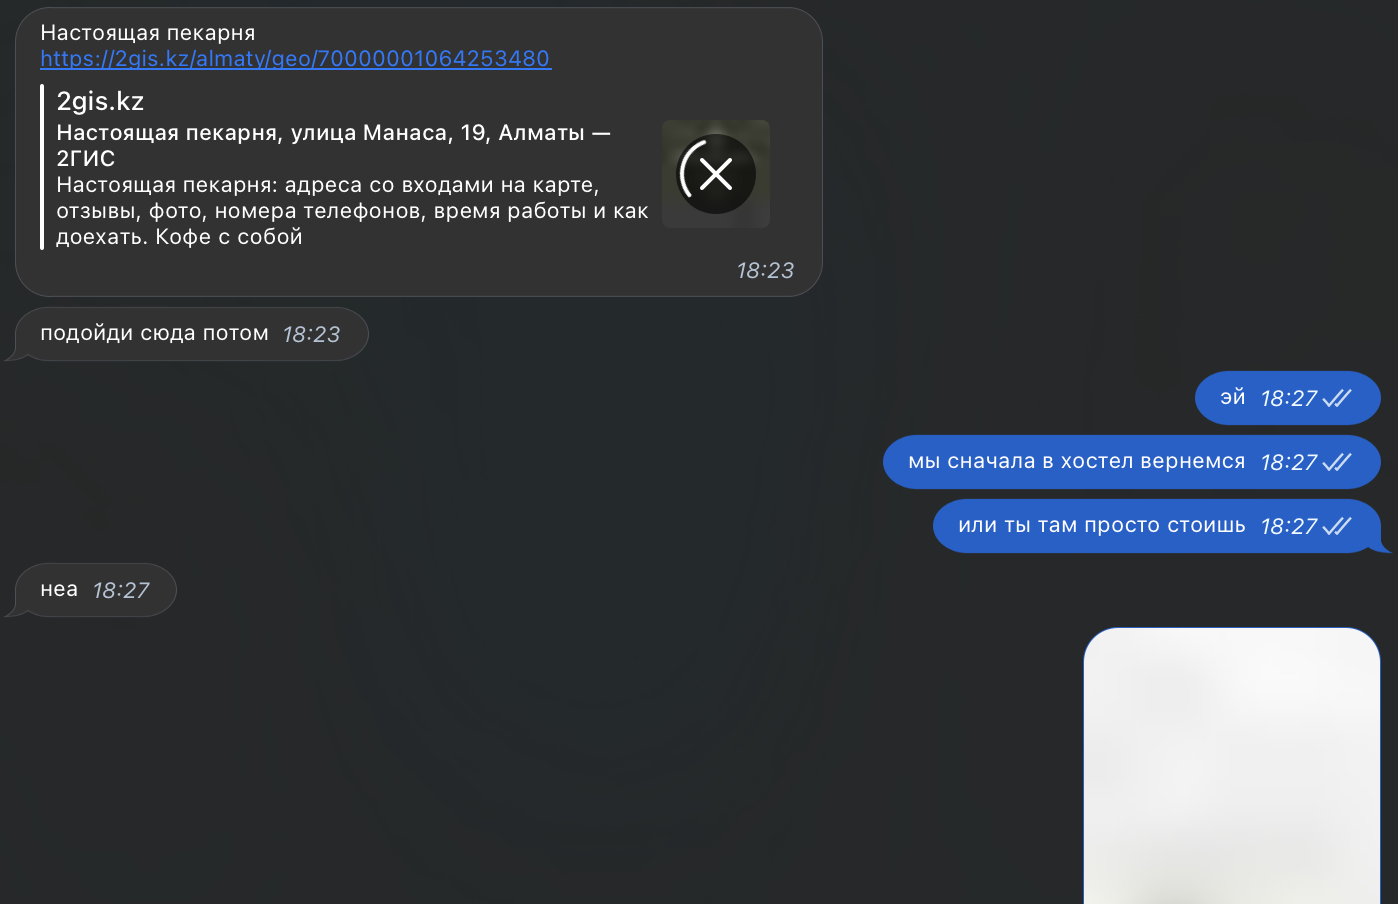 Настоящая пекарня
https://2gis.kz/almaty/geo/70000001064253480
2gis.kz
Настоящая пекарня, улица Манаса, 19, Алматы —
2ГИС
Настоящая пекарня: адреса со входами на карте,
отзывы, фото, номера телефонов, время работы и как
доехать. Кофе с собой
18:23
подойди сюда потом 18:23
эй 18:27
мы сначала в хостел вернемся 18:27
или ты там просто стоишь 18:27
неа 18:27